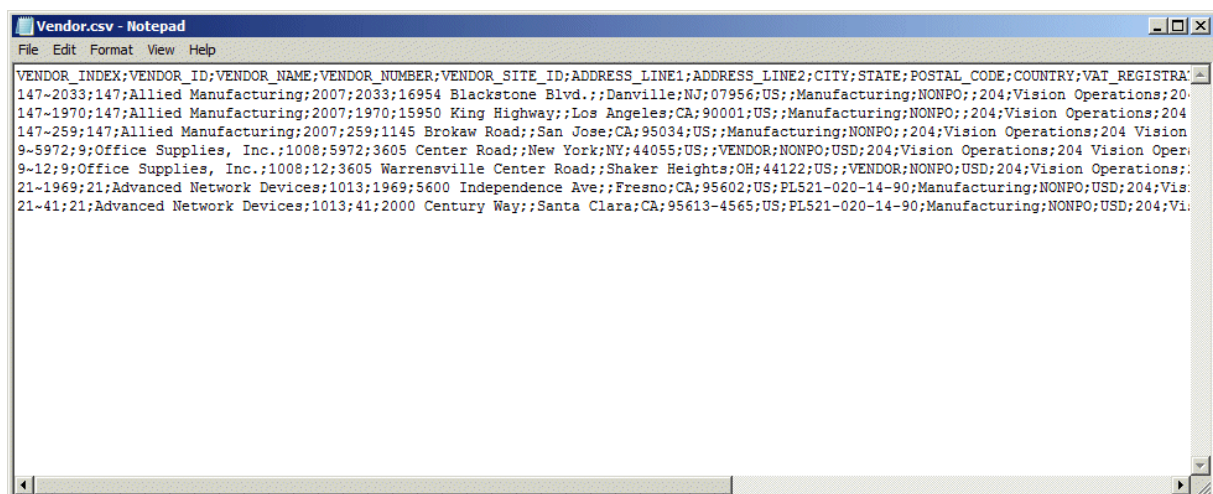 Vendor.csv - Notepad
File Edit Format View Help
VENDOR_INDEX;VENDOR_ID;VENDOR_NAME;VENDOR_NUMBER;VENDOR_SITE_ID;ADDRESS_LINE1;ADDRESS_LINE2;CITY;STATE;POSTAL_CODE;COUNTRY;VAT_REGISTRA
147~2033;147;Allied Manufacturing;2007;2033;16954 Blackstone Blvd.;;Danville;NJ;07956;US;;Manufacturing;NONPO;;204;Vision Operations;20
147~1970;147;Allied Manufacturing;2007;1970;15950 King Highway;;Los Angeles;CA;90001;US;;Manufacturing;NONPO;;204;Vision Operations;204
147~259;147;Allied Manufacturing;2007;259;1145 Brokaw Road;;San Jose;CA;95034;US;;Manufacturing;NONPO;;204;Vision Operations;204 Vision
9~5972;9;Office Supplies, Inc.;1008;5972;3605 Center Road;;New York;NY;44055;US;;VENDOR;NONPO;USD;204;Vision Operations;204 Vision Oper
9~12;9;Office Supplies, Inc.;1008;12;3605 Warrensville Center Road;;Shaker Heights;OH;44122;US;;VENDOR;NONPO;USD;204;Vision Operations;
21~1969;21;Advanced Network Devices;1013;1969;5600 Independence Ave;;Fresno;CA;95602;US;PL521-020-14-90;Manufacturing;NONPO;USD;204;Vis
21~41;21;Advanced Network Devices;1013;41;2000 Century Way;;Santa Clara;CA;95613-4565;US;PL521-020-14-90;Manufacturing;NONPO;USD;204;Vi